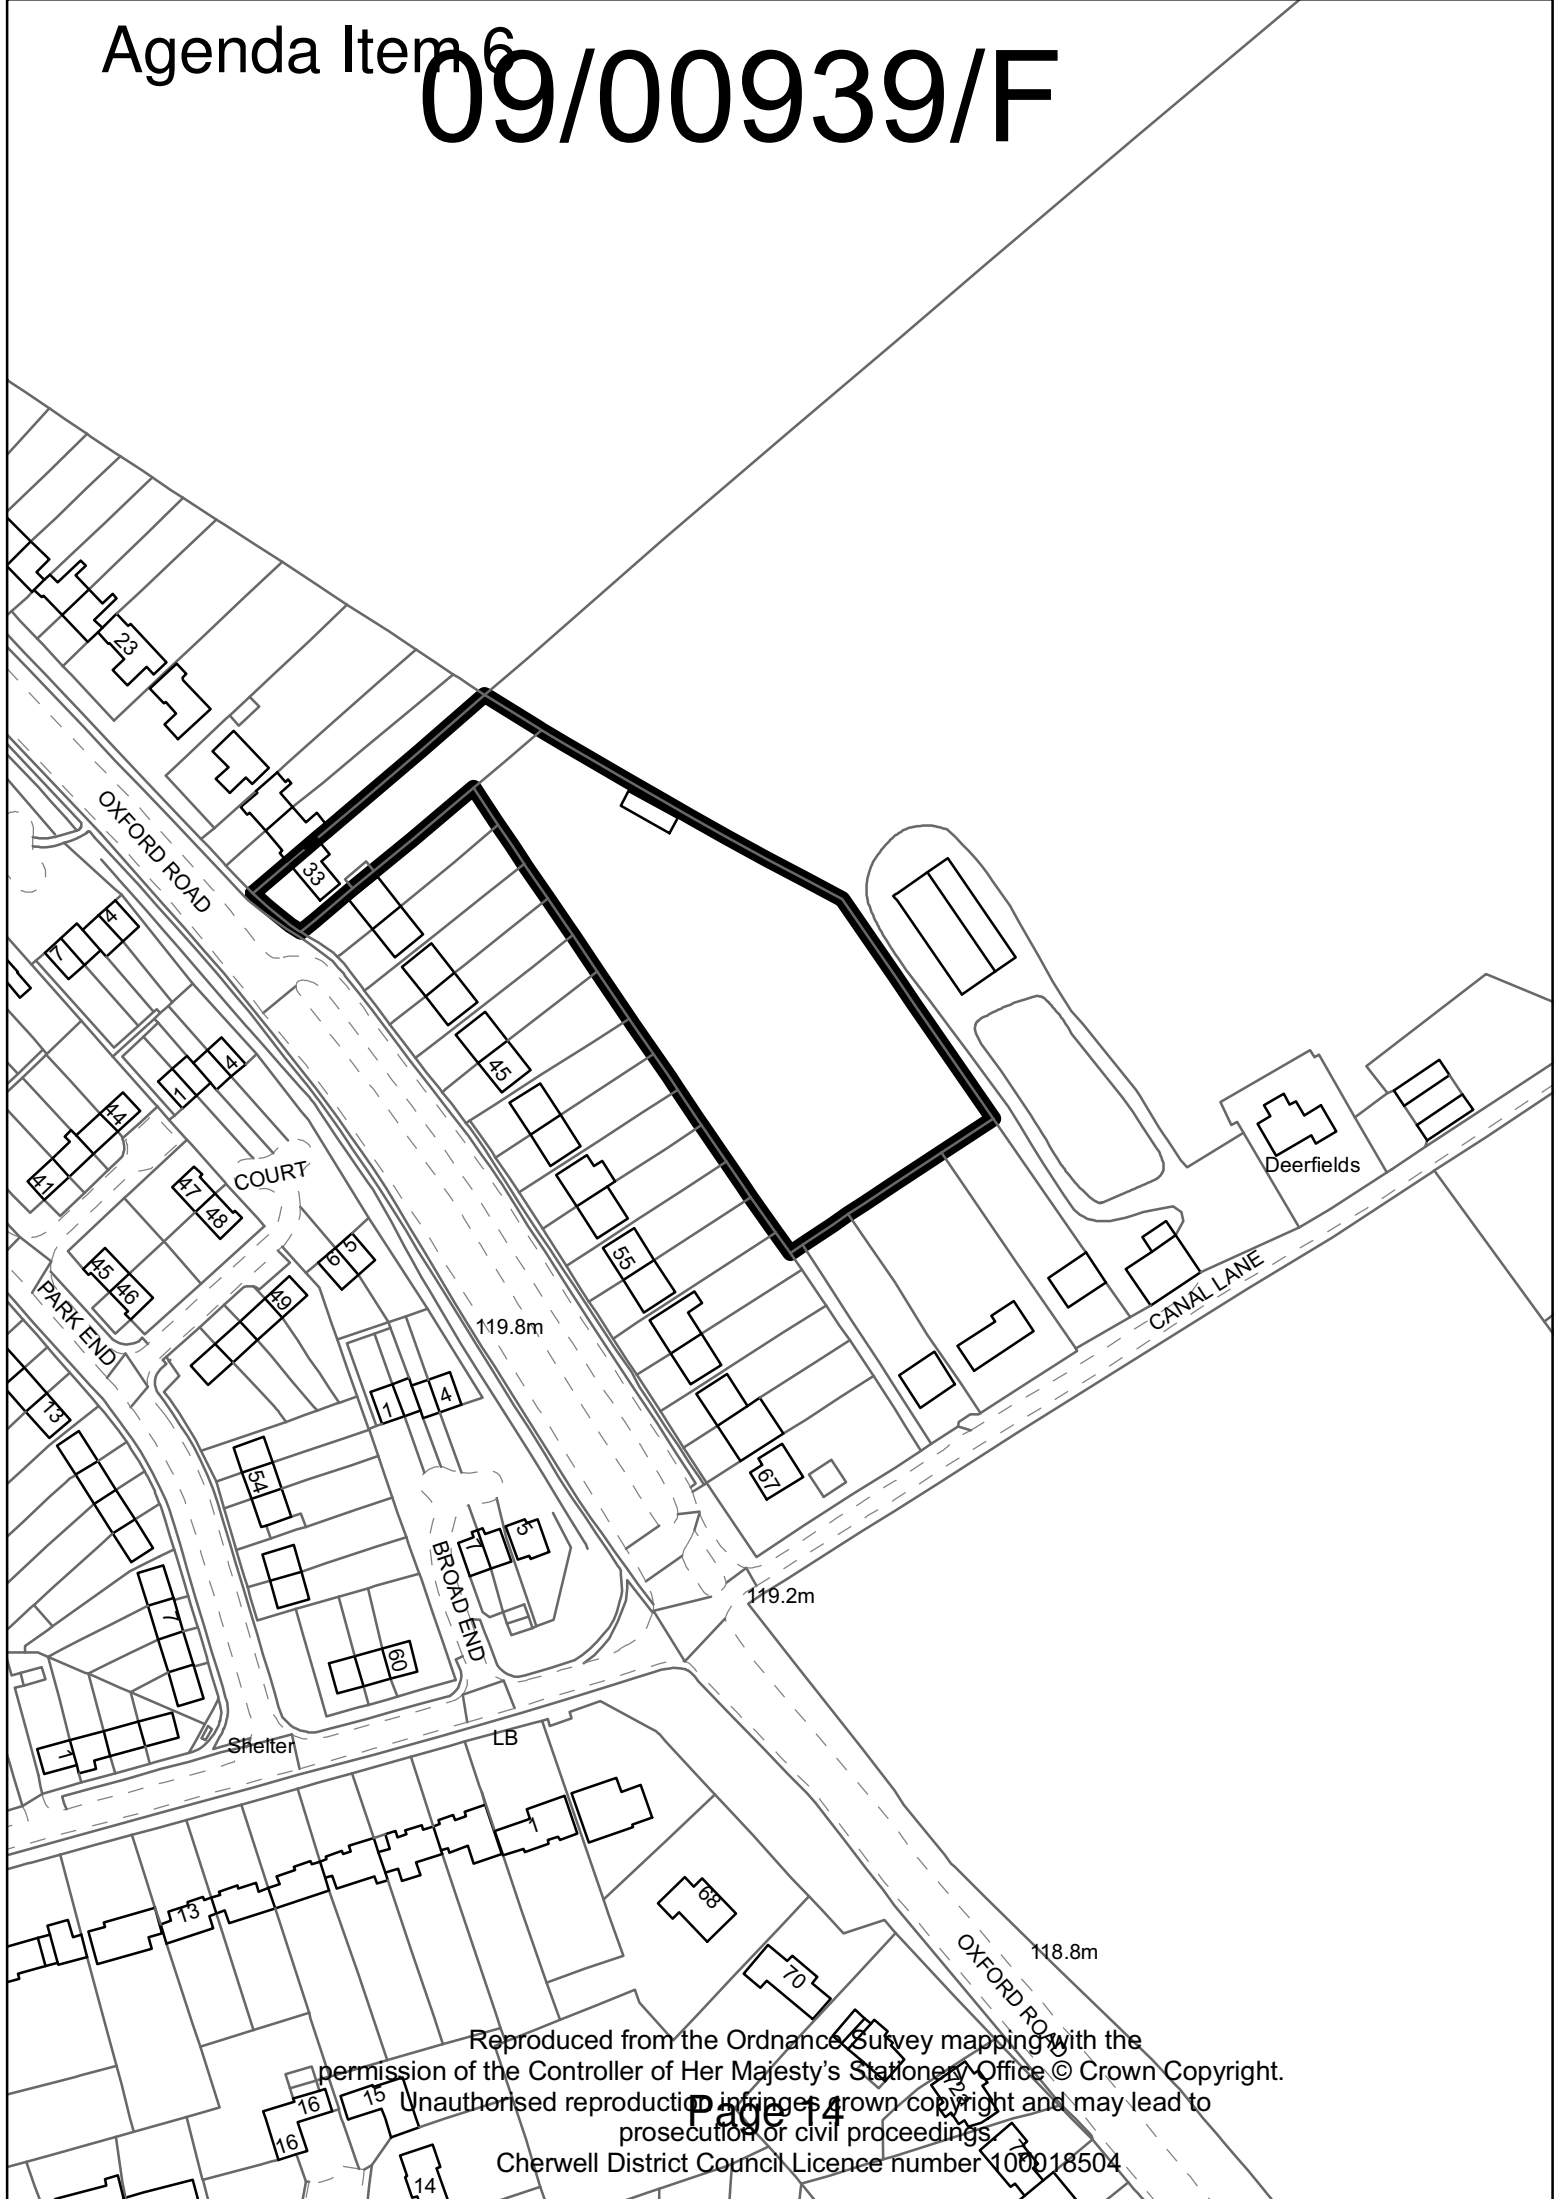 Agenda Item 6
09/00939/F
23
OXFORD ROAD
33
4
7
45
4
1
44
41
COURT
47
48
55
5
6
45
46
49
PARK END
119.8m
Deerfields
CANAL LANE
13
1
4
54
67
5
7
BROAD END
119.2m
7
60
Shelter
LB
1
1
68
13
70
118.8m
OXFORD ROAD
Reproduced from the Ordnance Survey mapping with the
permission of the Controller of Her Majesty's Stationery Office © Crown Copyright.
Unauthorised reproduction infringes crown copyright and may lead to
prosecution or civil proceedings.
Cherwell District Council Licence number 100018504
Page 14
16
15
16
14